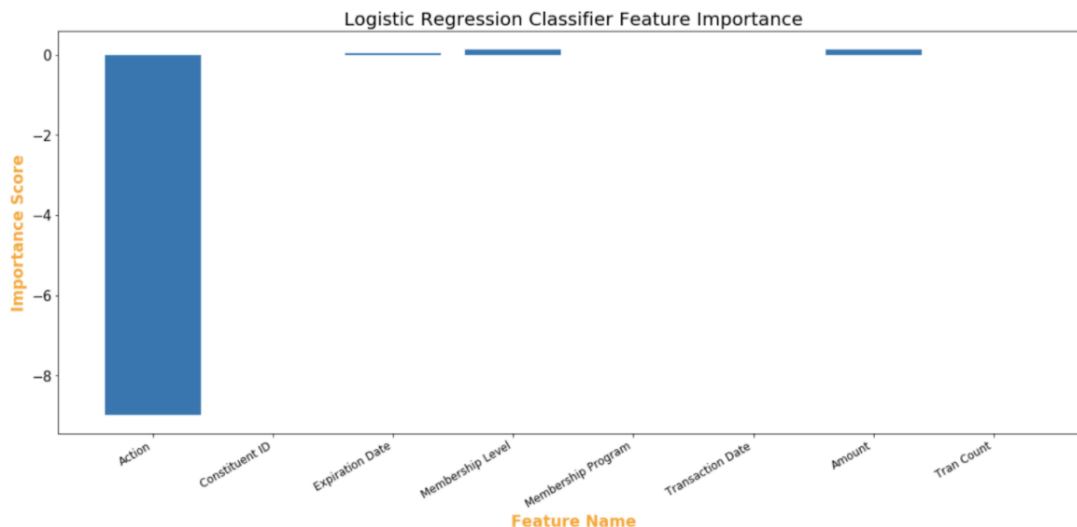 Logistic Regression Classifier Feature Importance
0
−2
−4
−6
−8
Importance Score
Action
Constituent ID
Expiration Date
Membership Level
Membership Program
Transaction Date
Amount
Tran Count
Feature Name